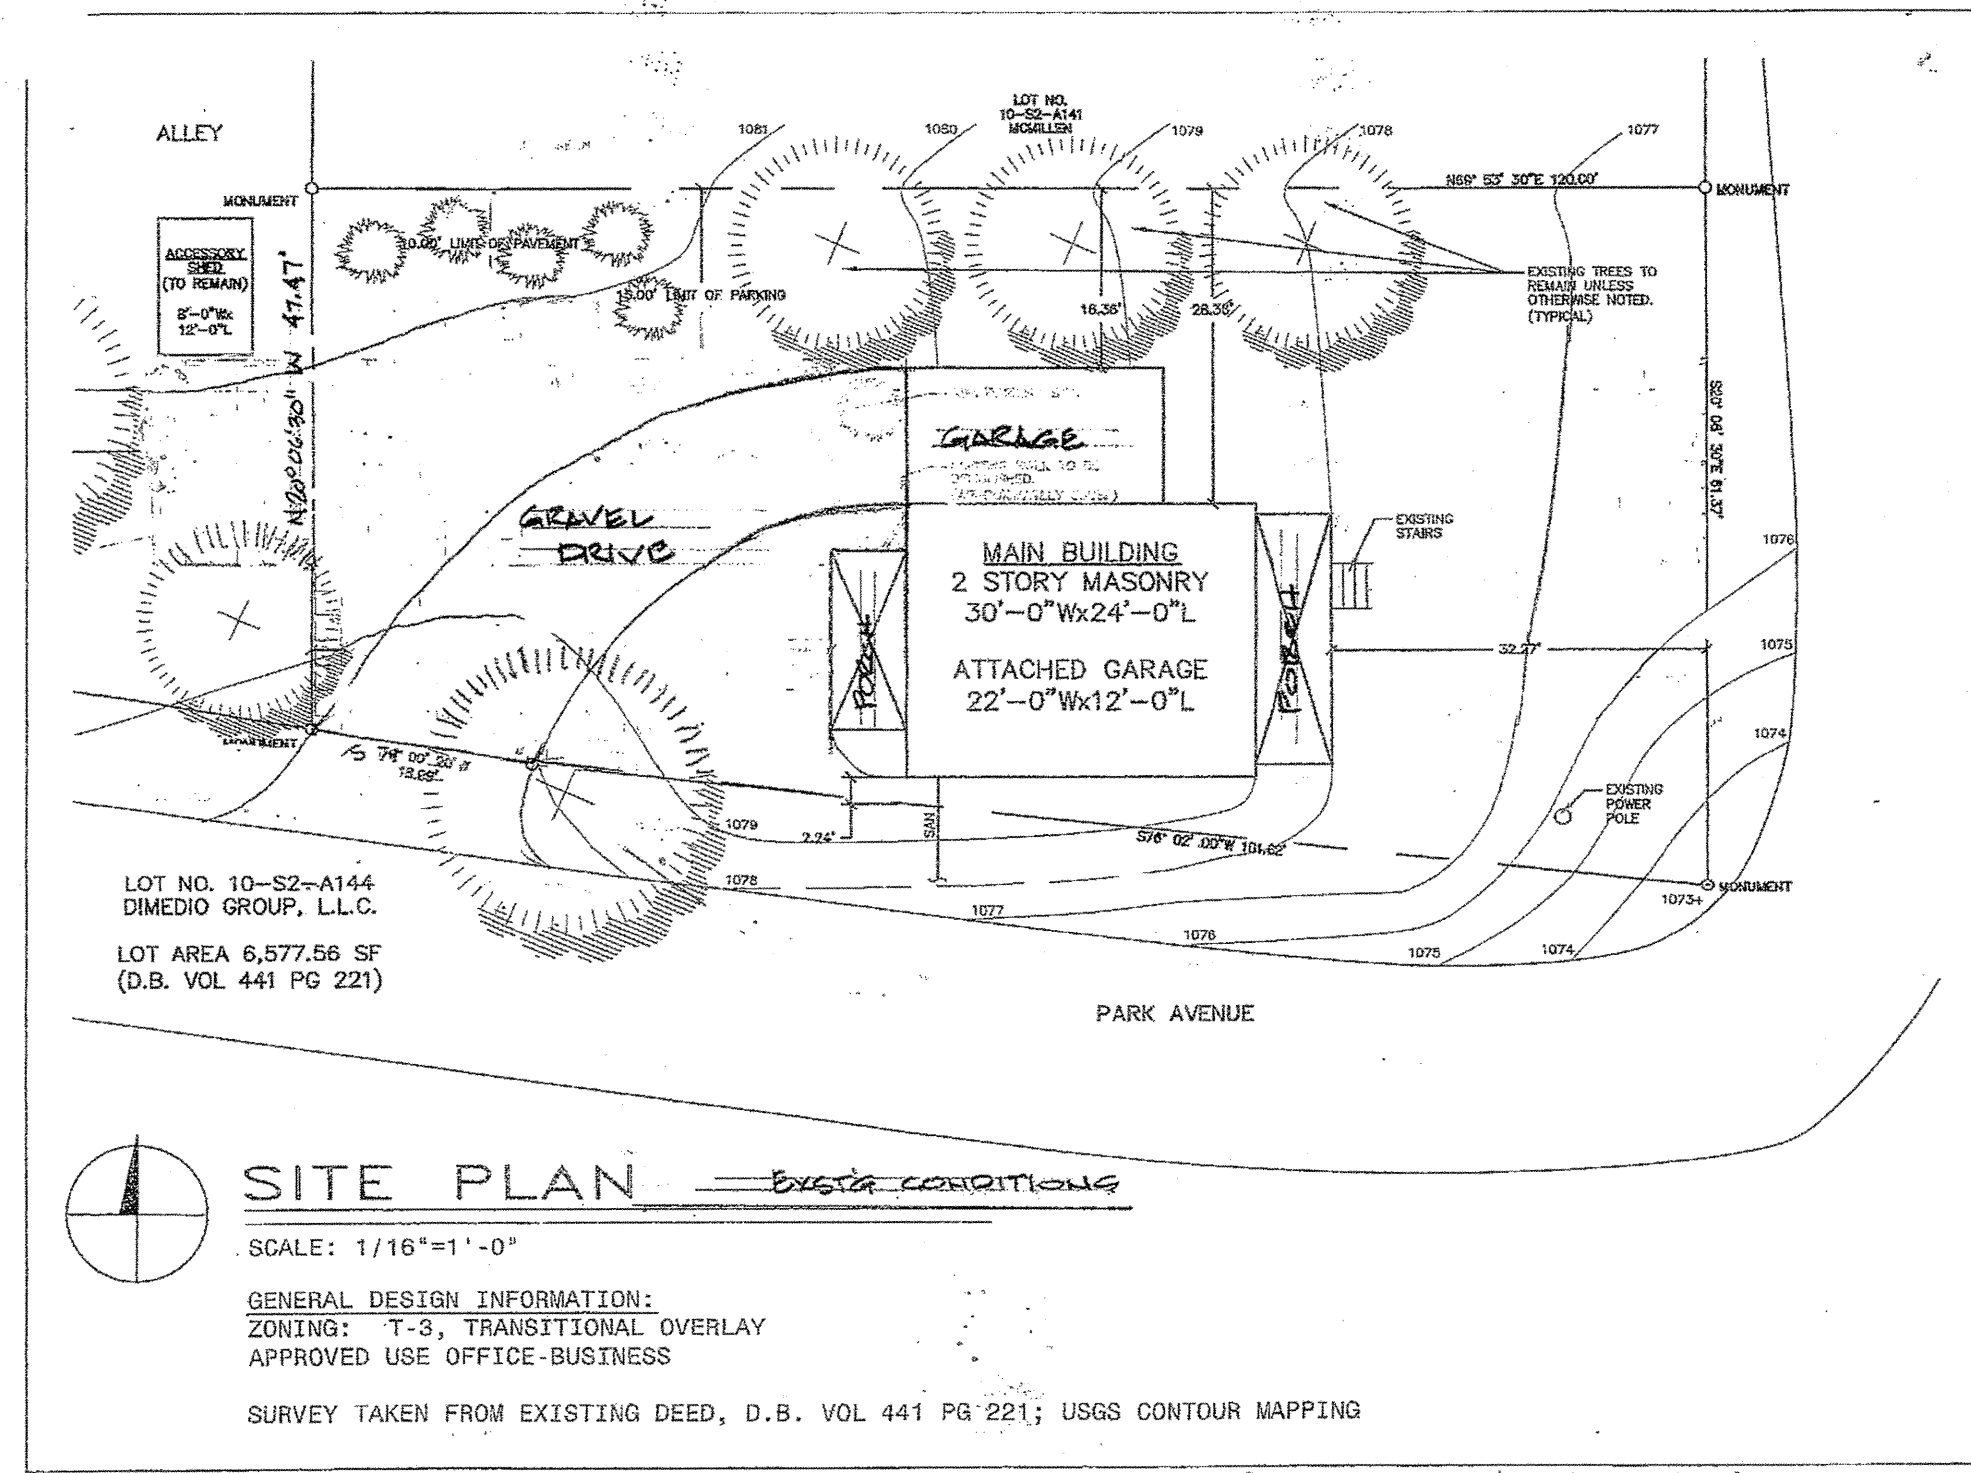 ALLEY
LOT NO.
10-S2-A141
MCMILLEN
1081
1080
1079
1078
1077
N69° 53' 30"E 120.00'
MONUMENT
MONUMENT
ACCESSORY
SHED
(TO REMAIN)
8'-0"Wx
12'-0"L
N20°06'30" W 47.47'
10.00' LIMIT OF PAVEMENT
15.00' LIMIT OF PARKING
EXISTING TREES TO
REMAIN UNLESS
OTHERWISE NOTED.
(TYPICAL)
S20° 06' 30"E 61.37'
GARAGE
GRAVEL
DRIVE
EXISTING
STAIRS
MAIN BUILDING
2 STORY MASONRY
30'-0"Wx24'-0"L
ATTACHED GARAGE
22'-0"Wx12'-0"L
PORCH
PORCH
32.27'
1076
1075
1074
EXISTING
POWER
POLE
MONUMENT
1079
2.24'
SAN
S76° 02' .00"W 101.62'
1078
1077
1076
1075
1074
1073+
MONUMENT
LOT NO. 10-S2-A144
DIMEDIO GROUP, L.L.C.
LOT AREA 6,577.56 SF
(D.B. VOL 441 PG 221)
PARK AVENUE
SITE PLAN EXST'G CONDITIONS
SCALE: 1/16"=1'-0"
GENERAL DESIGN INFORMATION:
ZONING: T-3, TRANSITIONAL OVERLAY
APPROVED USE OFFICE-BUSINESS
SURVEY TAKEN FROM EXISTING DEED, D.B. VOL 441 PG 221; USGS CONTOUR MAPPING